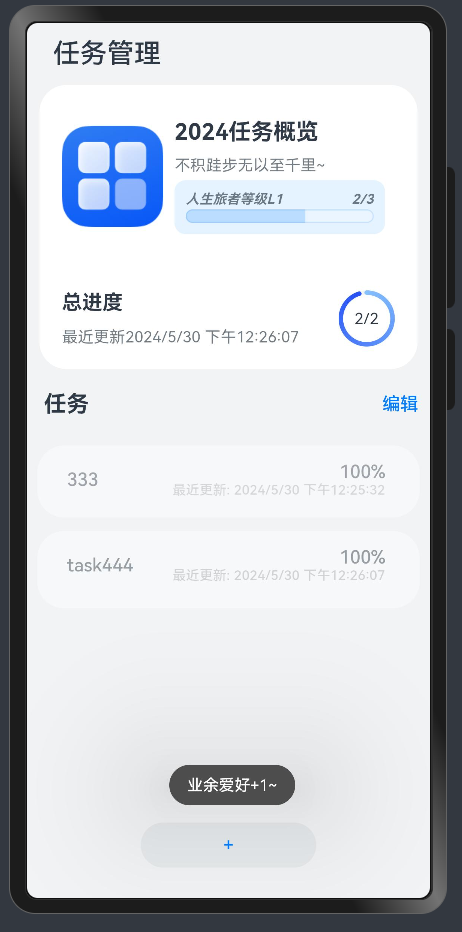 任务管理
2024任务概览
不积跬步无以至千里~
人生旅者等级L1 2/3
总进度
最近更新2024/5/30 下午12:26:07
2/2
任务 编辑
333
100%
最近更新: 2024/5/30 下午12:25:32
task444
100%
最近更新: 2024/5/30 下午12:26:07
业余爱好+1~
+